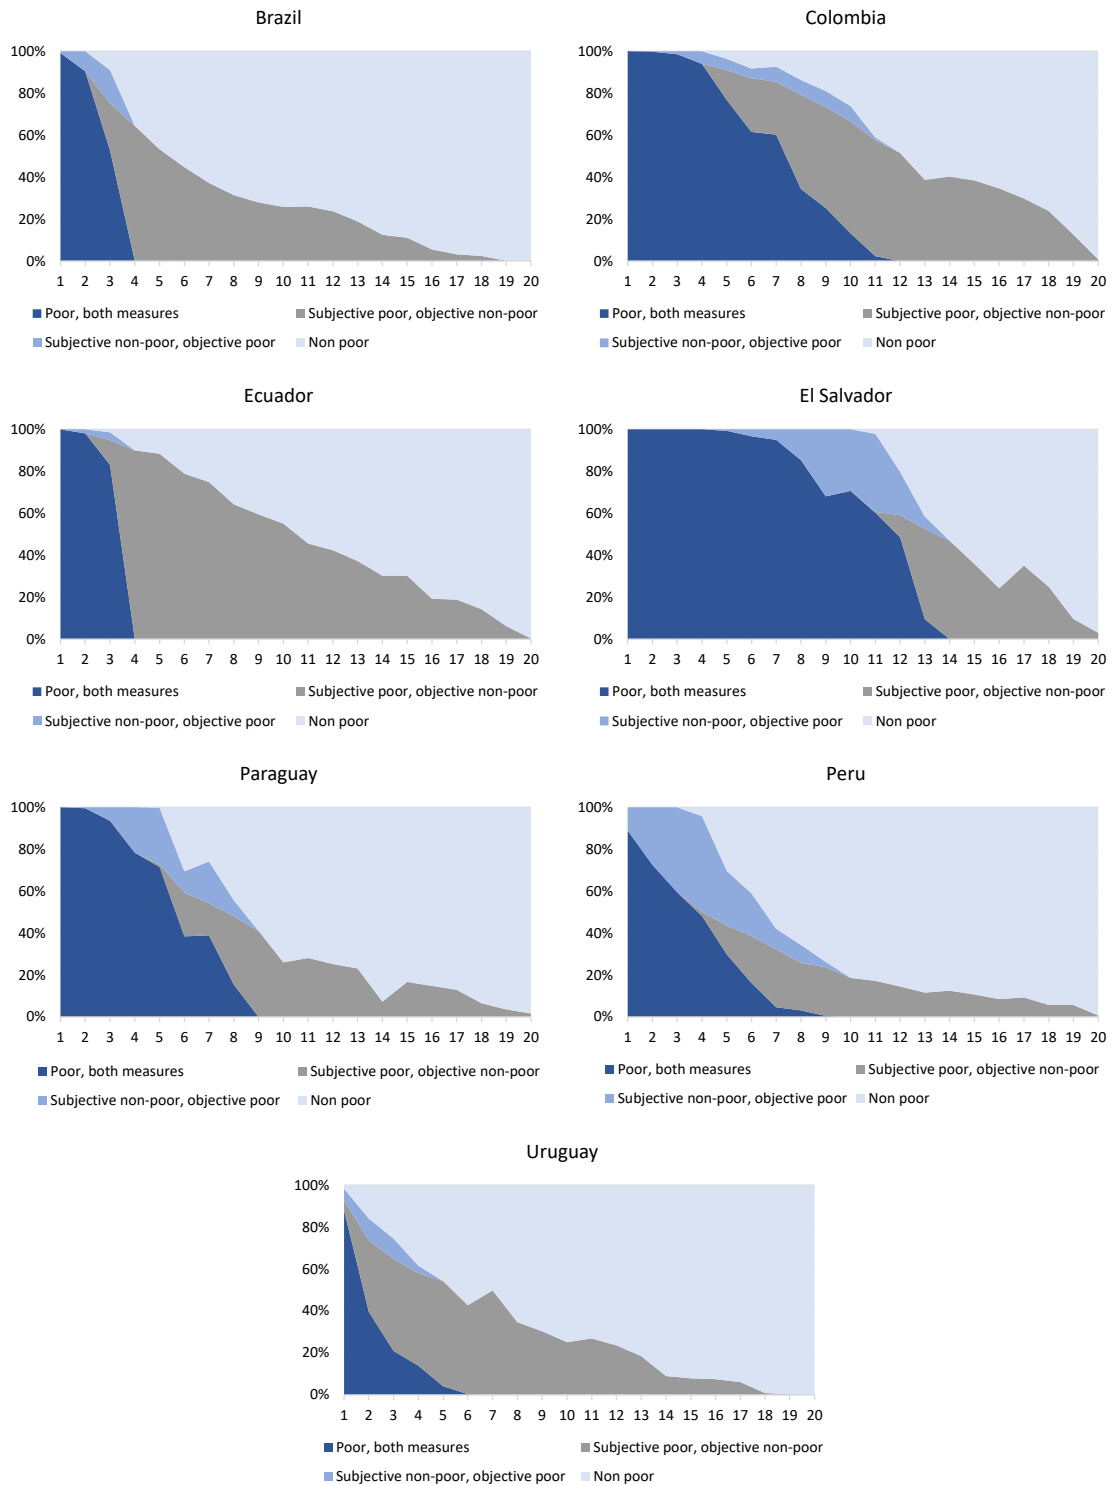 Brazil
100%
80%
60%
40%
20%
0%
1 2 3 4 5 6 7 8 9 10 11 12 13 14 15 16 17 18 19 20
Poor, both measures Subjective poor, objective non-poor
Subjective non-poor, objective poor Non poor
Colombia
100%
80%
60%
40%
20%
0%
1 2 3 4 5 6 7 8 9 10 11 12 13 14 15 16 17 18 19 20
Poor, both measures Subjective poor, objective non-poor
Subjective non-poor, objective poor Non poor
Ecuador
100%
80%
60%
40%
20%
0%
1 2 3 4 5 6 7 8 9 10 11 12 13 14 15 16 17 18 19 20
Poor, both measures Subjective poor, objective non-poor
Subjective non-poor, objective poor Non poor
El Salvador
100%
80%
60%
40%
20%
0%
1 2 3 4 5 6 7 8 9 10 11 12 13 14 15 16 17 18 19 20
Poor, both measures Subjective poor, objective non-poor
Subjective non-poor, objective poor Non poor
Paraguay
100%
80%
60%
40%
20%
0%
1 2 3 4 5 6 7 8 9 10 11 12 13 14 15 16 17 18 19 20
Poor, both measures Subjective poor, objective non-poor
Subjective non-poor, objective poor Non poor
Peru
100%
80%
60%
40%
20%
0%
1 2 3 4 5 6 7 8 9 10 11 12 13 14 15 16 17 18 19 20
Poor, both measures Subjective poor, objective non-poor
Subjective non-poor, objective poor Non poor
Uruguay
100%
80%
60%
40%
20%
0%
1 2 3 4 5 6 7 8 9 10 11 12 13 14 15 16 17 18 19 20
Poor, both measures Subjective poor, objective non-poor
Subjective non-poor, objective poor Non poor